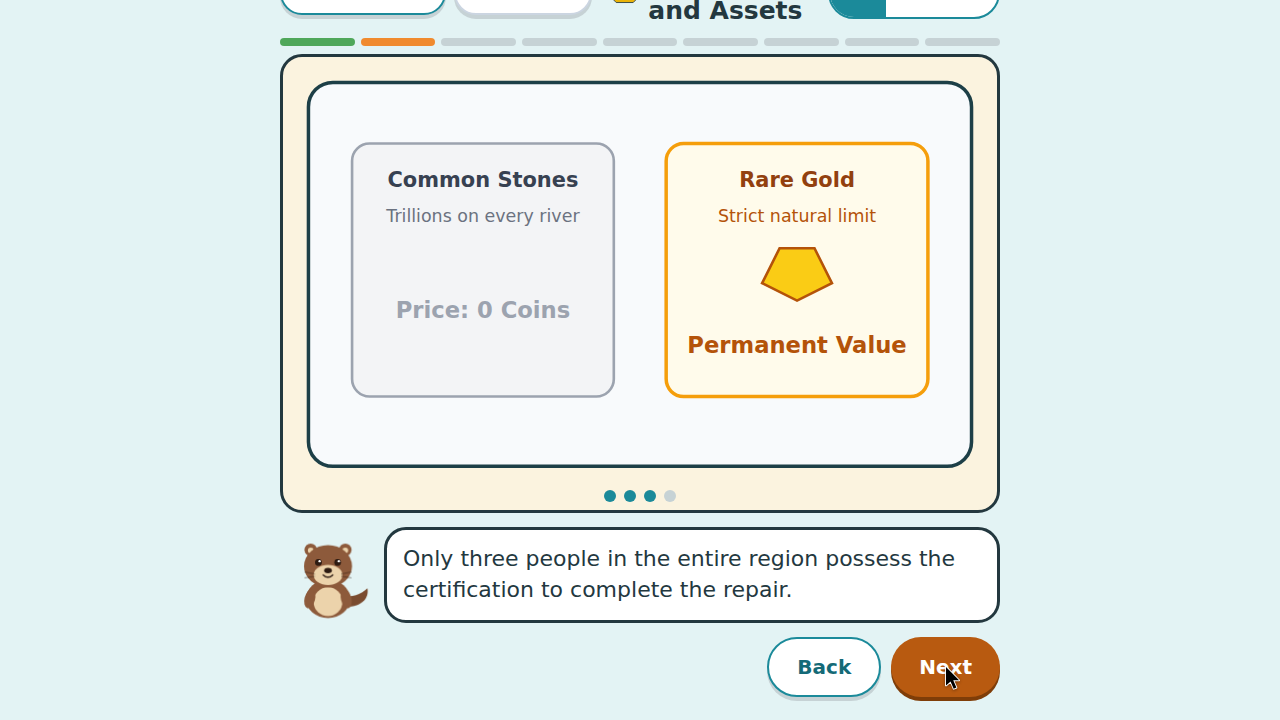 and Assets
Common Stones
Trillions on every river
Price: 0 Coins
Rare Gold
Strict natural limit
Permanent Value
Only three people in the entire region possess the
certification to complete the repair.
Back
Next